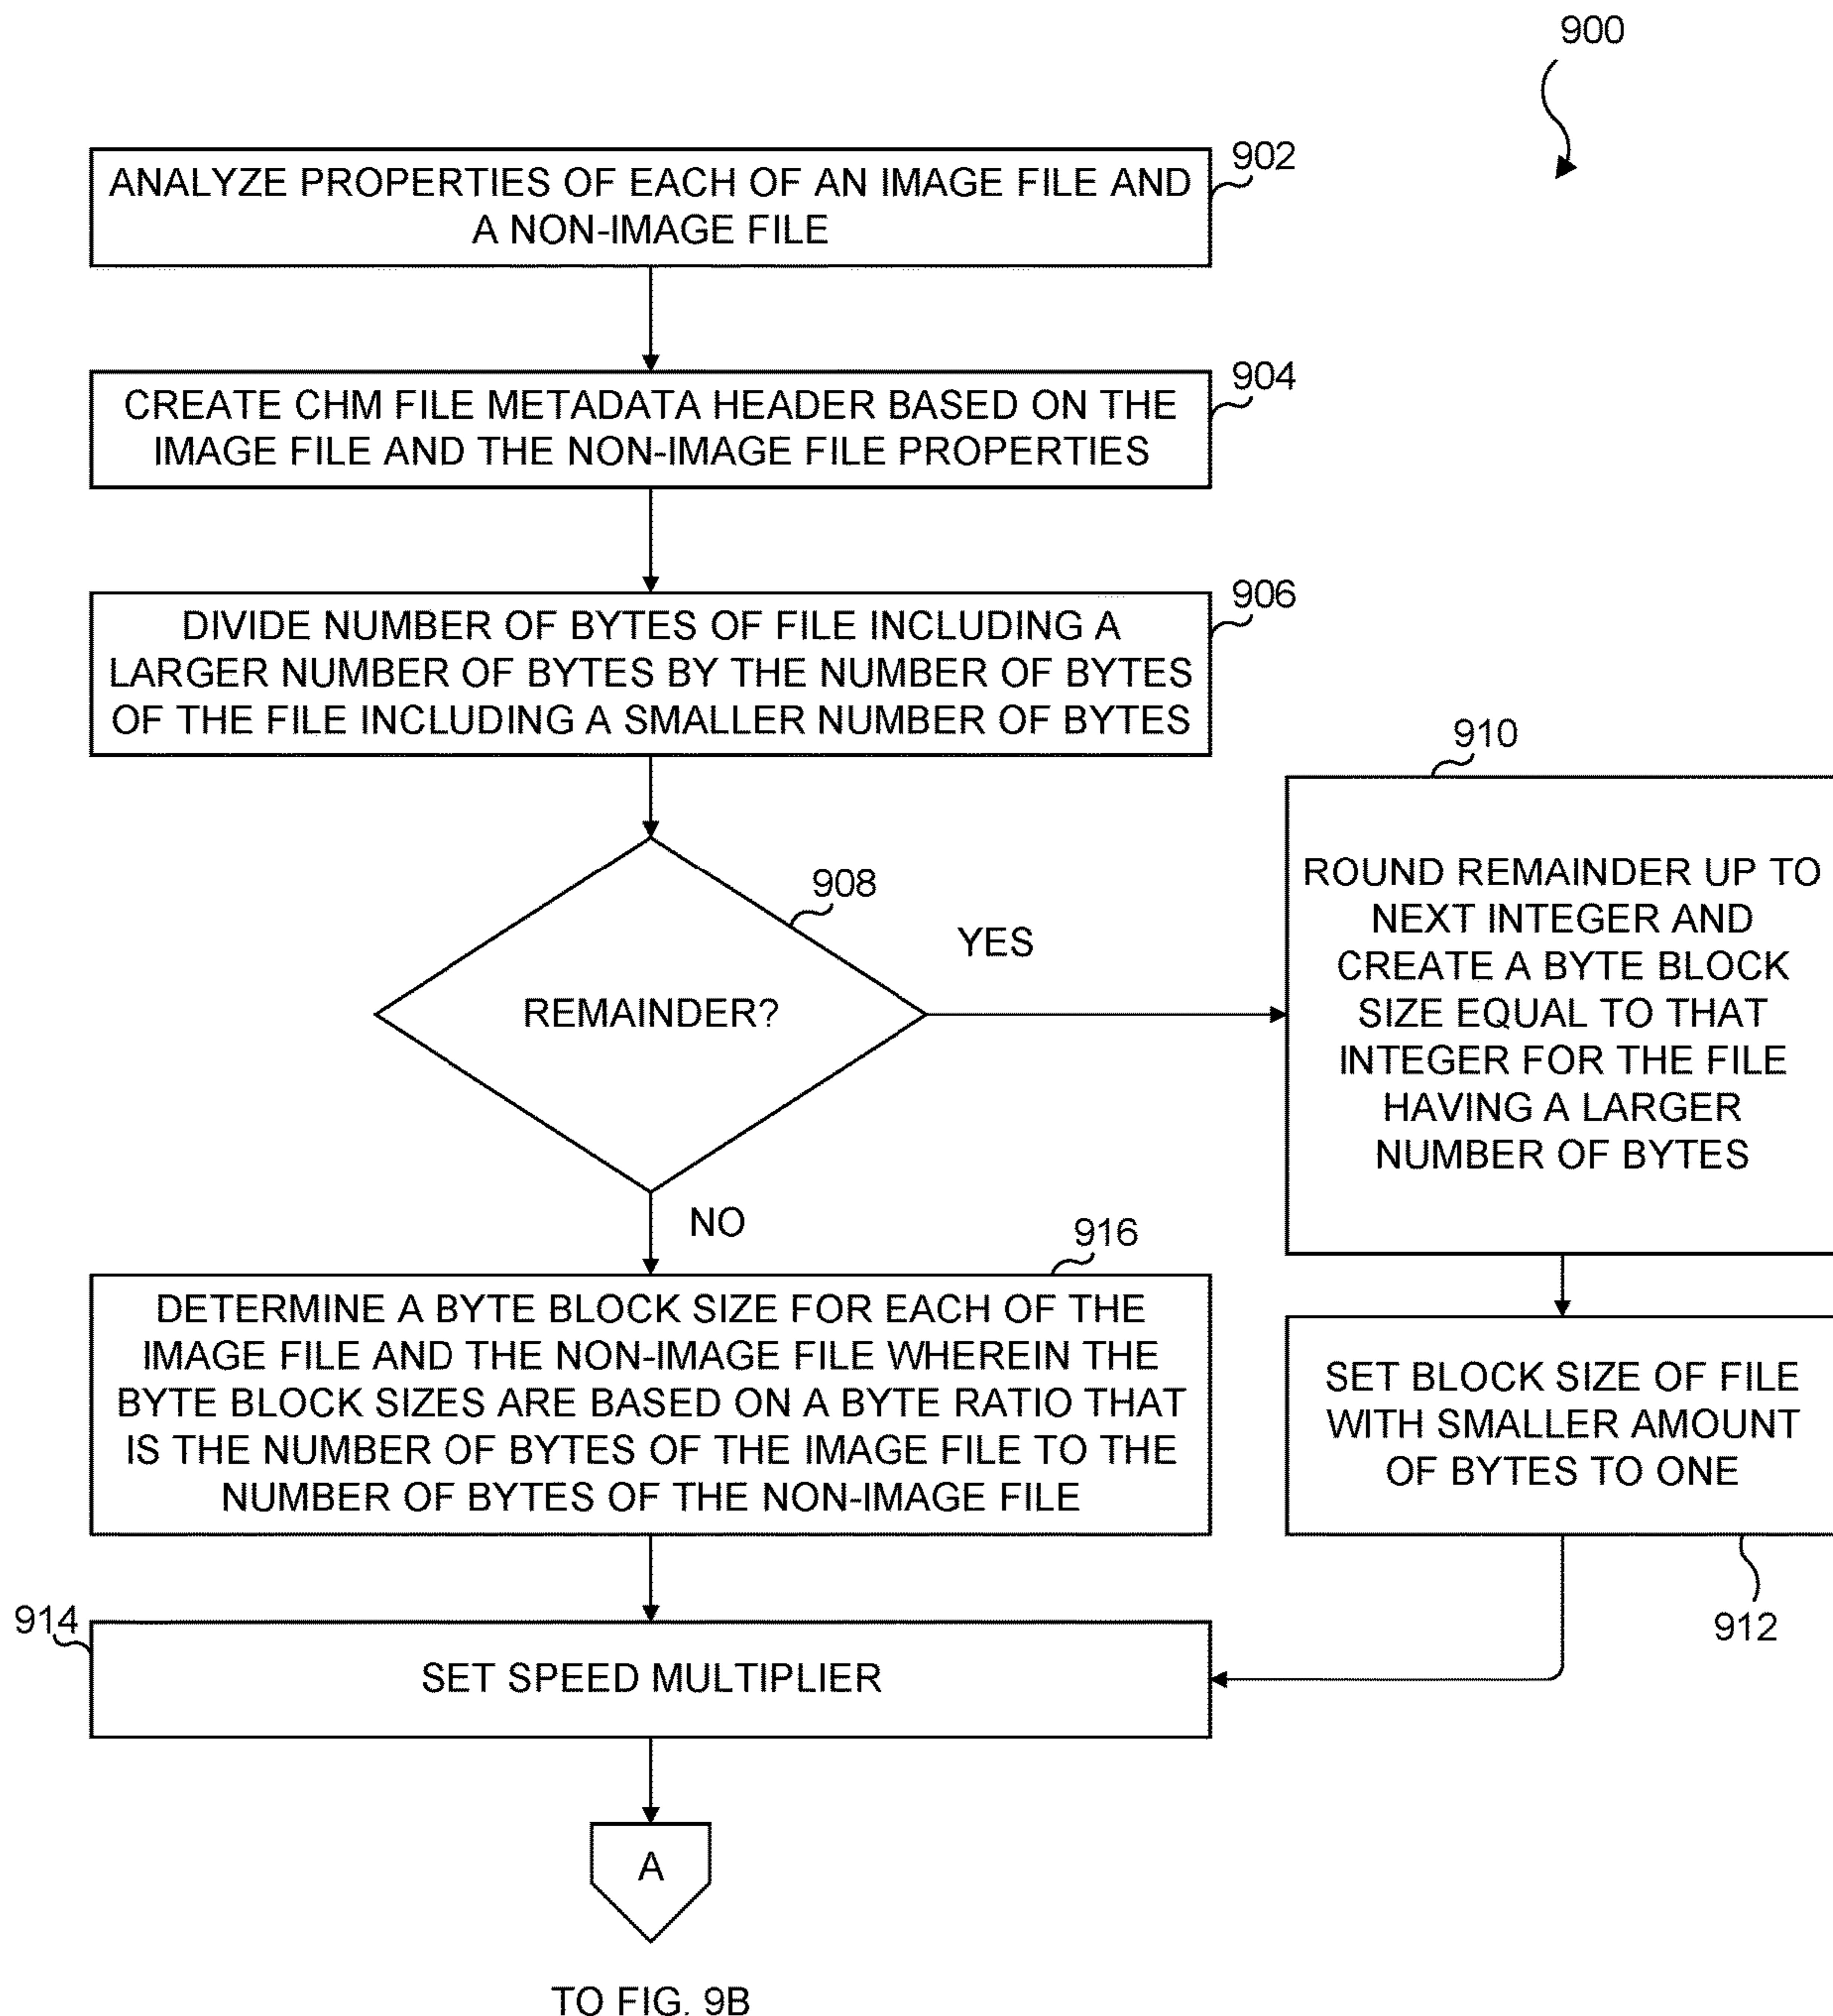 900
902
ANALYZE PROPERTIES OF EACH OF AN IMAGE FILE AND
A NON-IMAGE FILE
904
CREATE CHM FILE METADATA HEADER BASED ON THE
IMAGE FILE AND THE NON-IMAGE FILE PROPERTIES
906
DIVIDE NUMBER OF BYTES OF FILE INCLUDING A
LARGER NUMBER OF BYTES BY THE NUMBER OF BYTES
OF THE FILE INCLUDING A SMALLER NUMBER OF BYTES
908
REMAINDER?
YES
910
ROUND REMAINDER UP TO
NEXT INTEGER AND
CREATE A BYTE BLOCK
SIZE EQUAL TO THAT
INTEGER FOR THE FILE
HAVING A LARGER
NUMBER OF BYTES
NO
916
DETERMINE A BYTE BLOCK SIZE FOR EACH OF THE
IMAGE FILE AND THE NON-IMAGE FILE WHEREIN THE
BYTE BLOCK SIZES ARE BASED ON A BYTE RATIO THAT
IS THE NUMBER OF BYTES OF THE IMAGE FILE TO THE
NUMBER OF BYTES OF THE NON-IMAGE FILE
SET BLOCK SIZE OF FILE
WITH SMALLER AMOUNT
OF BYTES TO ONE
912
914
SET SPEED MULTIPLIER
A
TO FIG. 9B